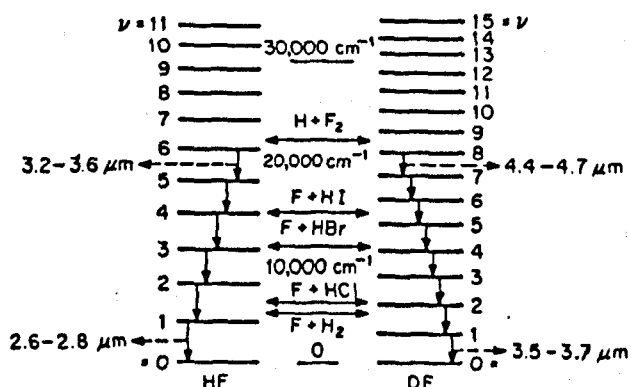 ν = 11
10
9
8
7
6
5
4
3
2
1
* 0
HF
3.2-3.6 μm
2.6-2.8 μm
30,000 cm⁻¹
H + F₂
20,000 cm⁻¹
F + HI
F + HBr
10,000 cm⁻¹
F + HCl
F + H₂
0
15 = ν
14
13
12
11
10
9
8
7
6
5
4
3
2
1
0 *
DF
4.4-4.7 μm
3.5-3.7 μm